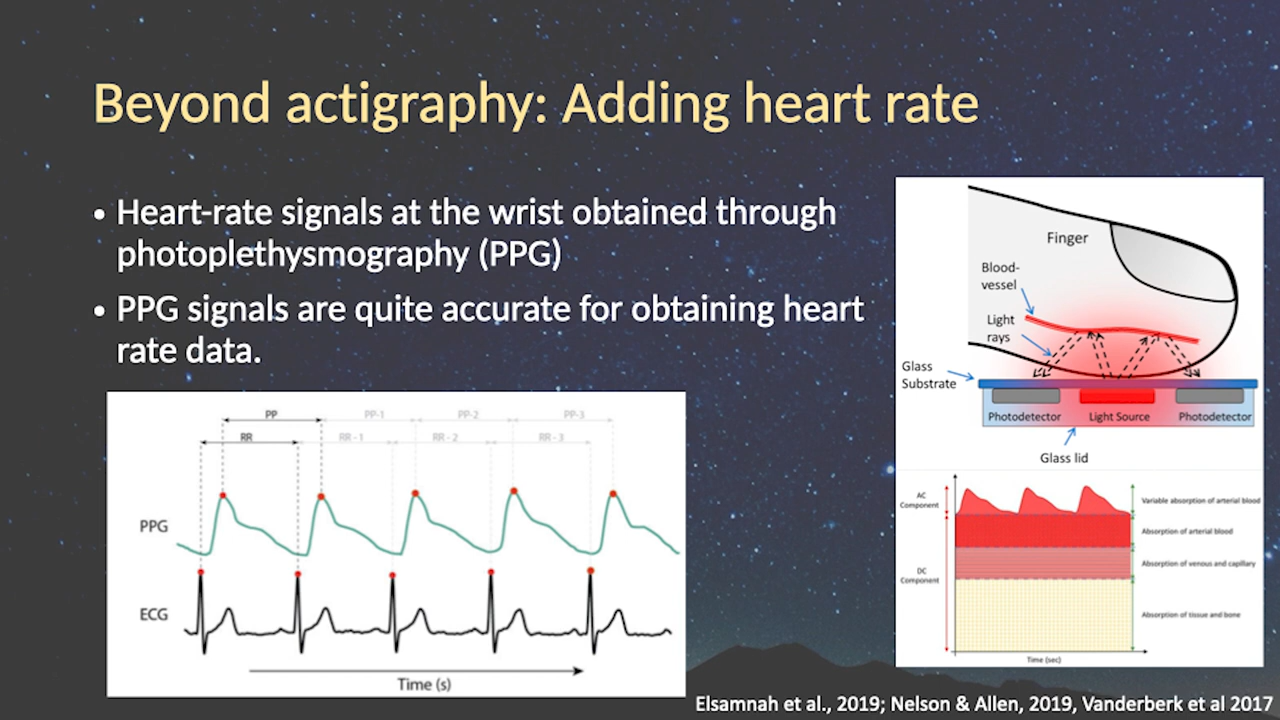 Beyond actigraphy: Adding heart rate
• Heart-rate signals at the wrist obtained through
photoplethysmography (PPG)
• PPG signals are quite accurate for obtaining heart
rate data.
PP
PP-1
PP-2
PP-3
RR
RR - 1
RR - 2
RR - 3
PPG
ECG
Time (s)
Finger
Blood-
vessel
Light
rays
Glass
Substrate
Photodetector
Light Source
Photodetector
Glass lid
AC
Component
DC
Component
Variable absorption of arterial blood
Absorption of arterial blood
Absorption of venous and capillary
Absorption of tissue and bone
Time (sec)
Elsamnah et al., 2019; Nelson & Allen, 2019, Vanderberk et al 2017